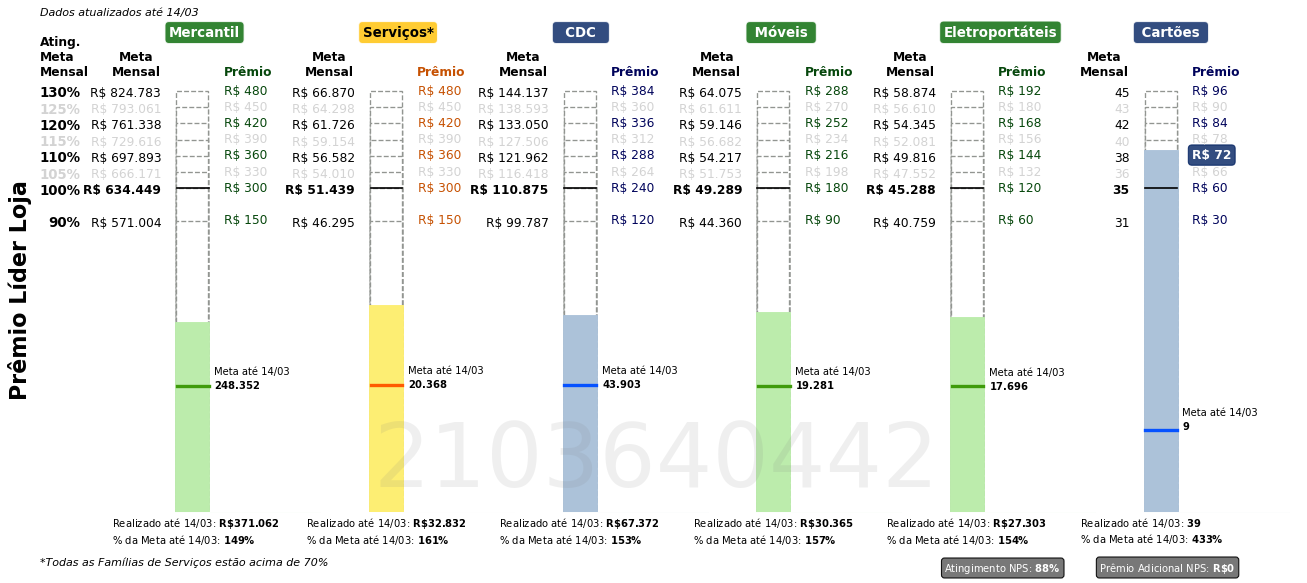 Dados atualizados até 14/03
Mercantil Serviços* CDC Móveis Eletroportáteis Cartões
Ating. Meta Mensal
Meta Mensal Prêmio Meta Mensal Prêmio Meta Mensal Prêmio Meta Mensal Prêmio Meta Mensal Prêmio Meta Mensal Prêmio
130% R$ 824.783 R$ 480 R$ 66.870 R$ 480 R$ 144.137 R$ 384 R$ 64.075 R$ 288 R$ 58.874 R$ 192 45 R$ 96
125% R$ 793.061 R$ 450 R$ 64.298 R$ 450 R$ 138.593 R$ 360 R$ 61.611 R$ 270 R$ 56.610 R$ 180 43 R$ 90
120% R$ 761.338 R$ 420 R$ 61.726 R$ 420 R$ 133.050 R$ 336 R$ 59.146 R$ 252 R$ 54.345 R$ 168 42 R$ 84
115% R$ 729.616 R$ 390 R$ 59.154 R$ 390 R$ 127.506 R$ 312 R$ 56.682 R$ 234 R$ 52.081 R$ 156 40 R$ 78
110% R$ 697.893 R$ 360 R$ 56.582 R$ 360 R$ 121.962 R$ 288 R$ 54.217 R$ 216 R$ 49.816 R$ 144 38 R$ 72
105% R$ 666.171 R$ 330 R$ 54.010 R$ 330 R$ 116.418 R$ 264 R$ 51.753 R$ 198 R$ 47.552 R$ 132 36 R$ 66
100% R$ 634.449 R$ 300 R$ 51.439 R$ 300 R$ 110.875 R$ 240 R$ 49.289 R$ 180 R$ 45.288 R$ 120 35 R$ 60
90% R$ 571.004 R$ 150 R$ 46.295 R$ 150 R$ 99.787 R$ 120 R$ 44.360 R$ 90 R$ 40.759 R$ 60 31 R$ 30
Prêmio Líder Loja
Meta até 14/03 Meta até 14/03 Meta até 14/03 Meta até 14/03 Meta até 14/03 Meta até 14/03
248.352 20.368 43.903 19.281 17.696 9
2103640442
Realizado até 14/03: R$371.062 Realizado até 14/03: R$32.832 Realizado até 14/03: R$67.372 Realizado até 14/03: R$30.365 Realizado até 14/03: R$27.303 Realizado até 14/03: 39
% da Meta até 14/03: 149% % da Meta até 14/03: 161% % da Meta até 14/03: 153% % da Meta até 14/03: 157% % da Meta até 14/03: 154% % da Meta até 14/03: 433%
*Todas as Famílias de Serviços estão acima de 70%
Atingimento NPS: 88% Prêmio Adicional NPS: R$0